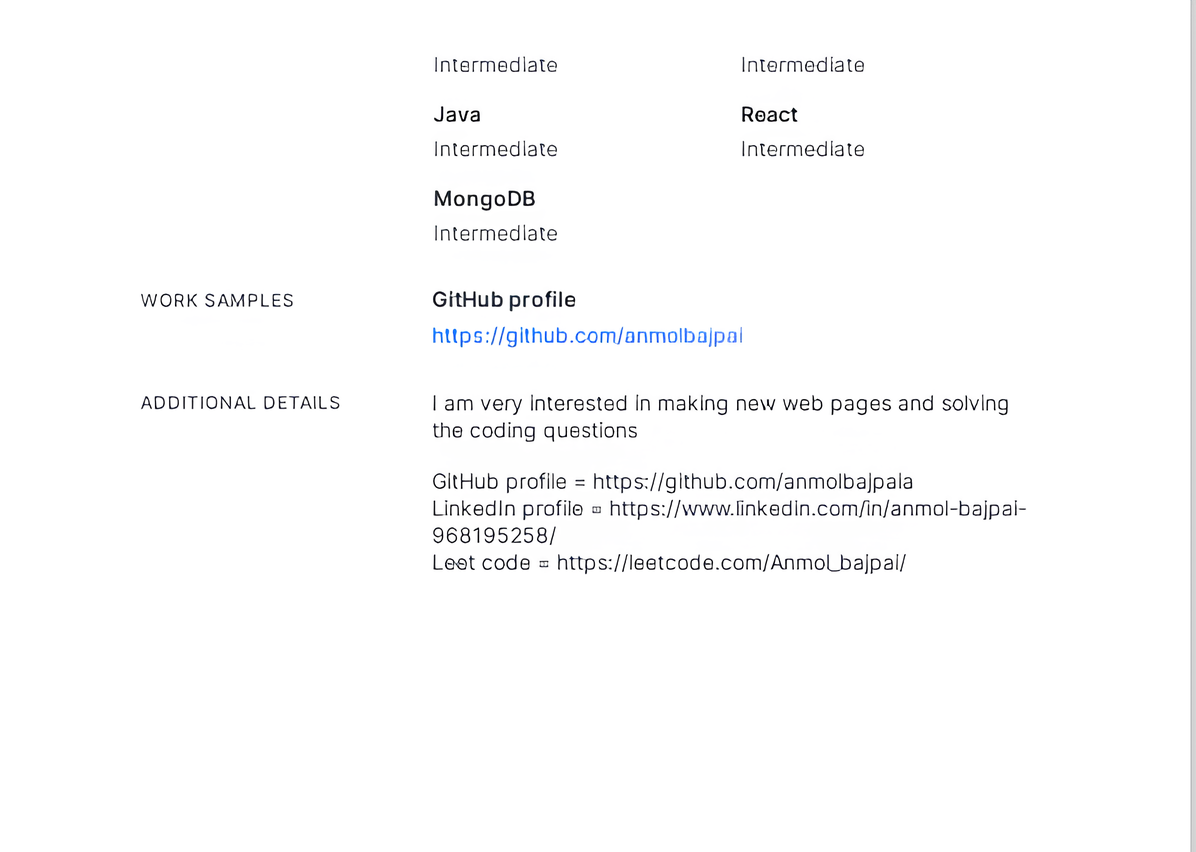 Intermediate Intermediate
Java React
Intermediate Intermediate
MongoDB
Intermediate
WORK SAMPLES GitHub profile
https://github.com/anmolbajpai
ADDITIONAL DETAILS I am very interested in making new web pages and solving
the coding questions
GitHub profile = https://github.com/anmolbajpaia
LinkedIn profile = https://www.linkedin.com/in/anmol-bajpai-
968195258/
Leet code = https://leetcode.com/Anmol_bajpai/